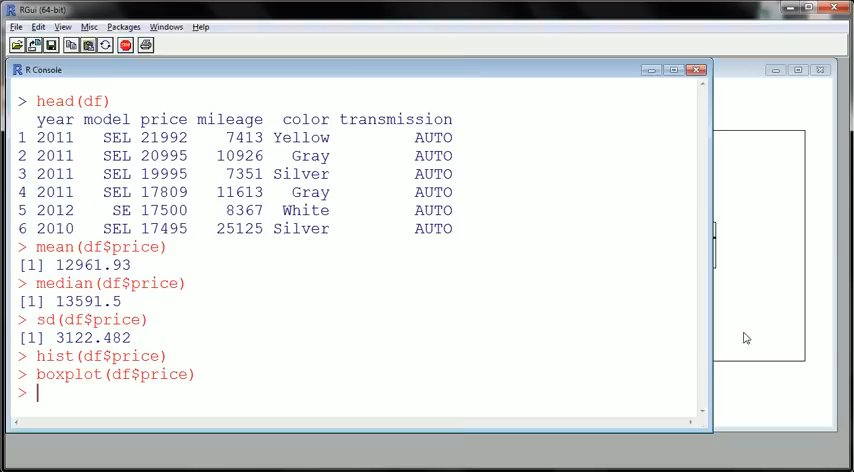 RGui (64-bit)
File Edit View Misc Packages Windows Help
STOP
R Console
> head(df)
year model price mileage color transmission
1 2011 SEL 21992 7413 Yellow AUTO
2 2011 SEL 20995 10926 Gray AUTO
3 2011 SEL 19995 7351 Silver AUTO
4 2011 SEL 17809 11613 Gray AUTO
5 2012 SE 17500 8367 White AUTO
6 2010 SEL 17495 25125 Silver AUTO
> mean(df$price)
[1] 12961.93
> median(df$price)
[1] 13591.5
> sd(df$price)
[1] 3122.482
> hist(df$price)
> boxplot(df$price)
>